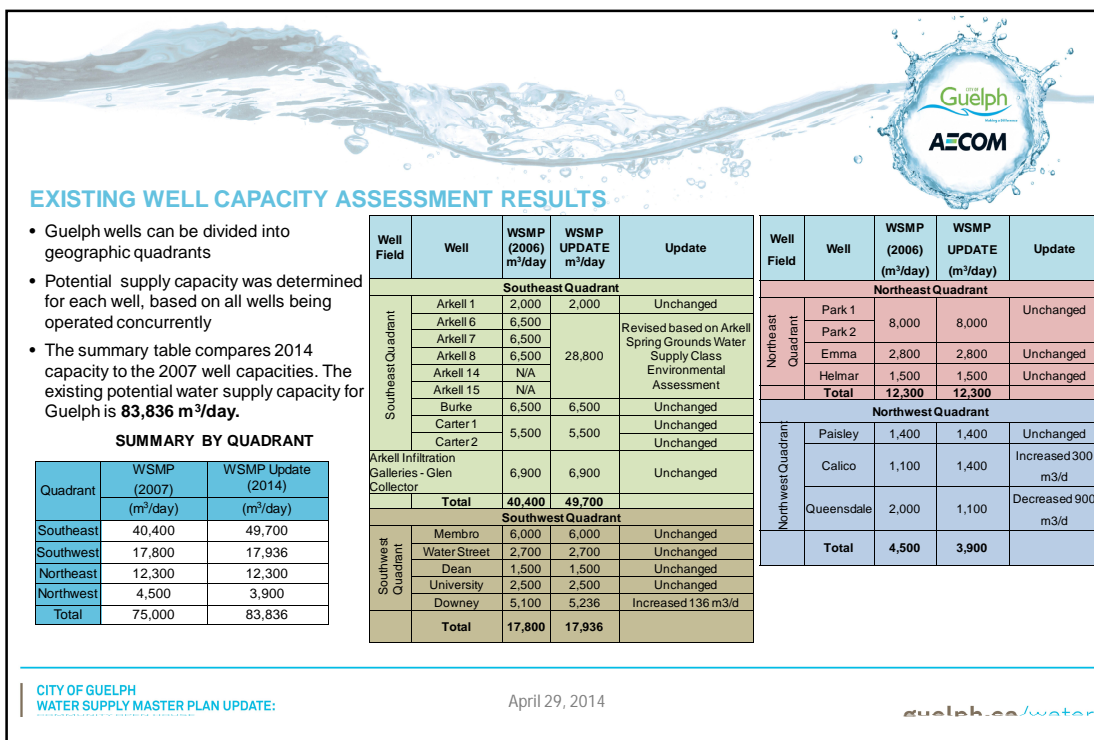 CITY OF
Guelph
Making a Difference
AECOM
EXISTING WELL CAPACITY ASSESSMENT RESULTS
• Guelph wells can be divided into
geographic quadrants
• Potential supply capacity was determined
for each well, based on all wells being
operated concurrently
• The summary table compares 2014
capacity to the 2007 well capacities. The
existing potential water supply capacity for
Guelph is 83,836 m³/day.
SUMMARY BY QUADRANT
Quadrant WSMP (2007) (m³/day) WSMP Update (2014) (m³/day)
Southeast 40,400 49,700
Southwest 17,800 17,936
Northeast 12,300 12,300
Northwest 4,500 3,900
Total 75,000 83,836
Well Field Well WSMP (2006) m³/day WSMP UPDATE m³/day Update
Southeast Quadrant
Southeast Quadrant
Arkell 1 2,000 2,000 Unchanged
Arkell 6 6,500
Arkell 7 6,500
Arkell 8 6,500
Arkell 14 N/A
Arkell 15 N/A
28,800
Revised based on Arkell
Spring Grounds Water
Supply Class
Environmental
Assessment
Burke 6,500 6,500 Unchanged
Carter 1 5,500 5,500 Unchanged
Carter 2 Unchanged
Arkell Infiltration
Galleries - Glen
Collector
6,900 6,900 Unchanged
Total 40,400 49,700
Southwest Quadrant
Southwest Quadrant
Membro 6,000 6,000 Unchanged
Water Street 2,700 2,700 Unchanged
Dean 1,500 1,500 Unchanged
University 2,500 2,500 Unchanged
Downey 5,100 5,236 Increased 136 m3/d
Total 17,800 17,936
Well Field Well WSMP (2006) (m³/day) WSMP UPDATE (m³/day) Update
Northeast Quadrant
Northeast Quadrant
Park 1 8,000 8,000 Unchanged
Park 2
Emma 2,800 2,800 Unchanged
Helmar 1,500 1,500 Unchanged
Total 12,300 12,300
Northwest Quadrant
Northwest Quadrant
Paisley 1,400 1,400 Unchanged
Calico 1,100 1,400 Increased 300 m3/d
Queensdale 2,000 1,100 Decreased 900 m3/d
Total 4,500 3,900
CITY OF GUELPH
WATER SUPPLY MASTER PLAN UPDATE:
April 29, 2014
guelph.ca/water